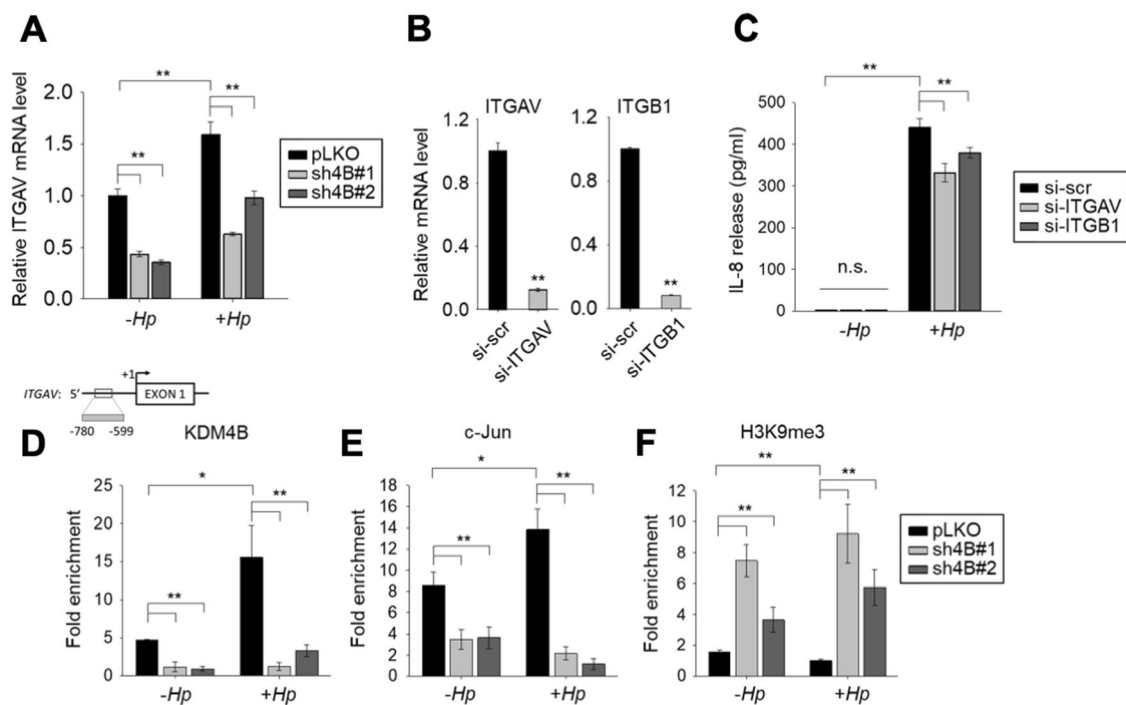 A
Relative ITGAV mRNA level
2.0
1.5
1.0
0.5
0.0
**
**
**
-Hp
+Hp
pLKO
sh4B#1
sh4B#2
B
ITGAV
ITGB1
Relative mRNA level
1.2
0.8
0.4
0.0
**
si-scr
si-ITGAV
1.2
0.8
0.4
0.0
**
si-scr
si-ITGB1
C
IL-8 release (pg/ml)
500
400
300
400
100
0
**
**
n.s.
-Hp
+Hp
si-scr
si-ITGAV
si-ITGB1
ITGAV: 5’
+1
EXON 1
-780 -599
D
KDM4B
Fold enrichment
25
20
15
10
5
0
*
**
**
-Hp
+Hp
E
c-Jun
Fold enrichment
18
16
14
12
10
8
6
4
2
0
*
**
**
-Hp
+Hp
F
H3K9me3
Fold enrichment
12
10
8
6
4
2
0
**
**
**
-Hp
+Hp
pLKO
sh4B#1
sh4B#2